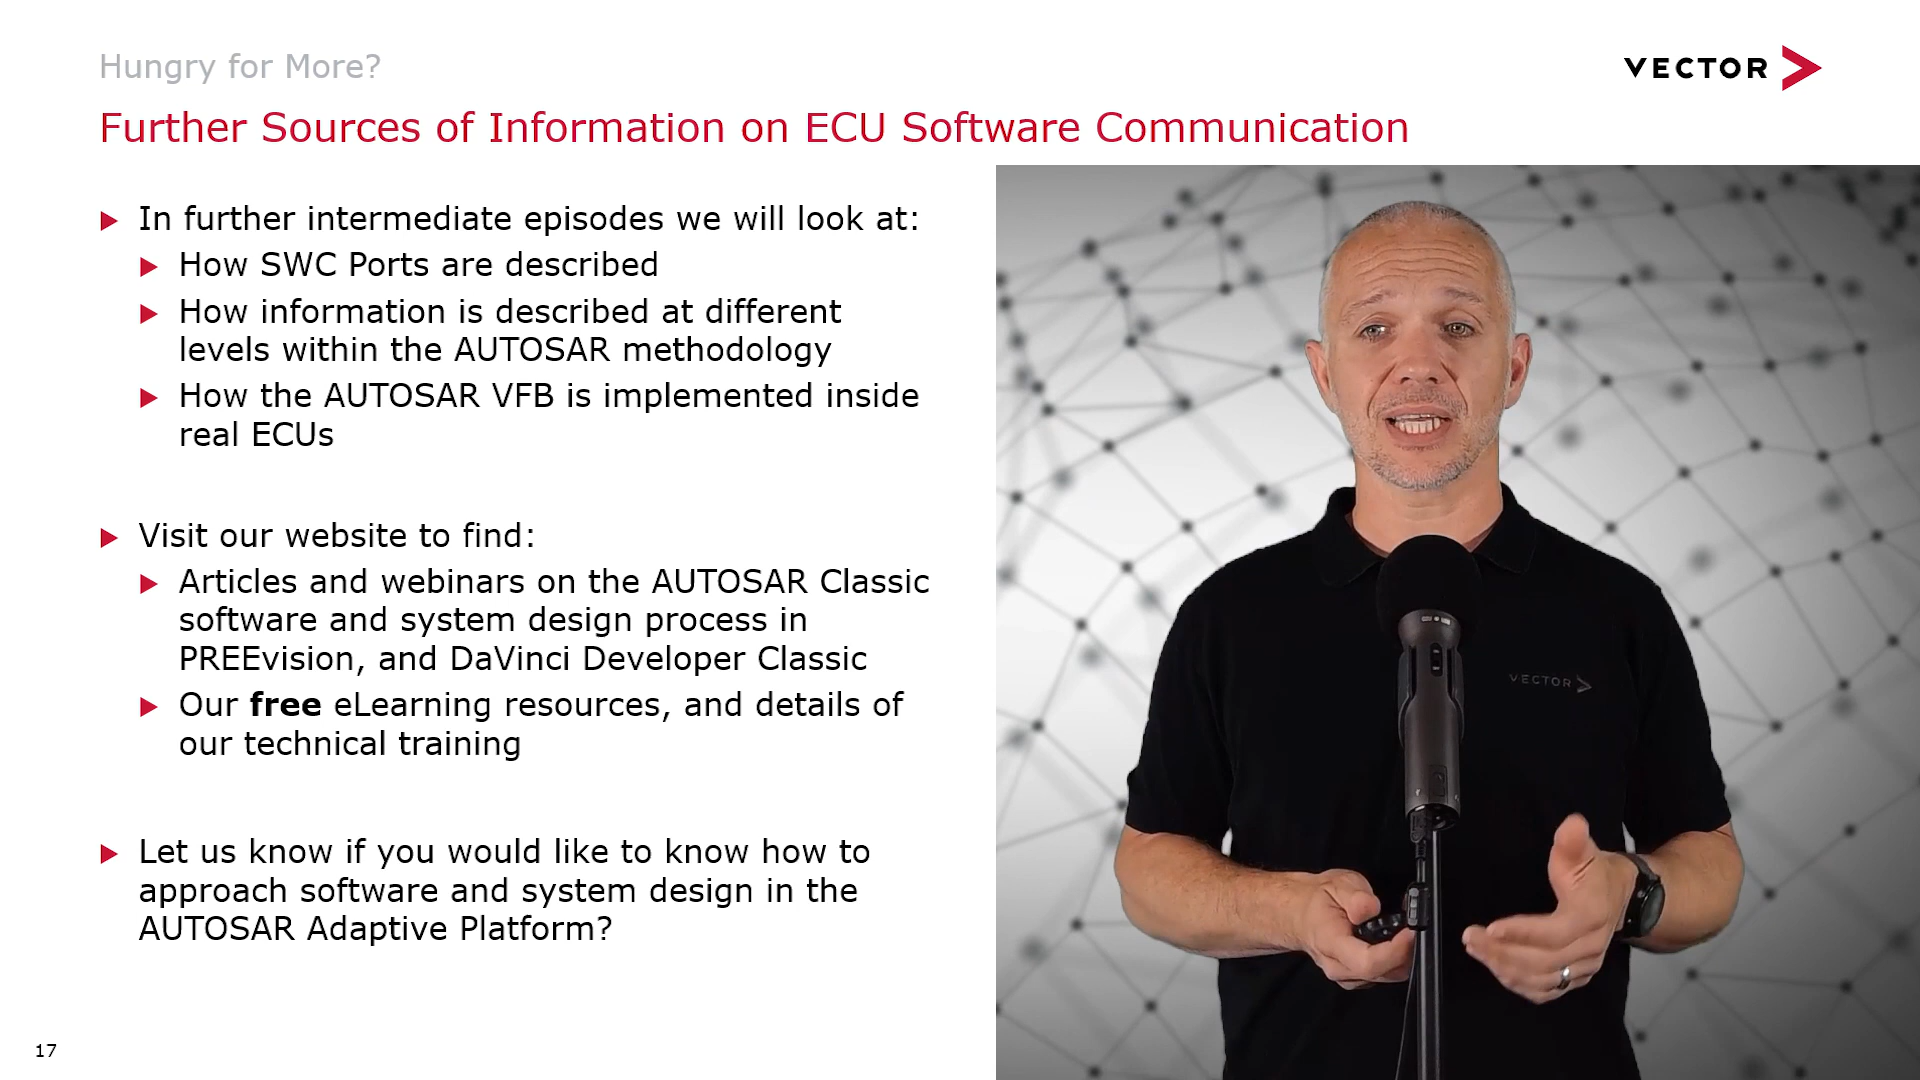 Hungry for More?
VECTOR
Further Sources of Information on ECU Software Communication
In further intermediate episodes we will look at:
How SWC Ports are described
How information is described at different
levels within the AUTOSAR methodology
How the AUTOSAR VFB is implemented inside
real ECUs
Visit our website to find:
Articles and webinars on the AUTOSAR Classic
software and system design process in
PREEvision, and DaVinci Developer Classic
Our free eLearning resources, and details of
our technical training
Let us know if you would like to know how to
approach software and system design in the
AUTOSAR Adaptive Platform?
VECTOR
17